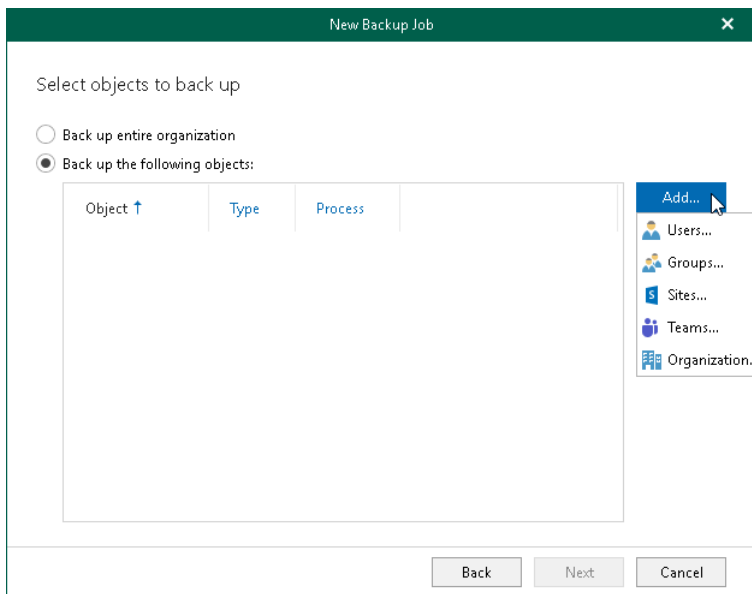 New Backup Job
Select objects to back up
Back up entire organization
Back up the following objects:
Object ↑ Type Process
Add...
Users...
Groups...
Sites...
Teams...
Organization.
Back Next Cancel